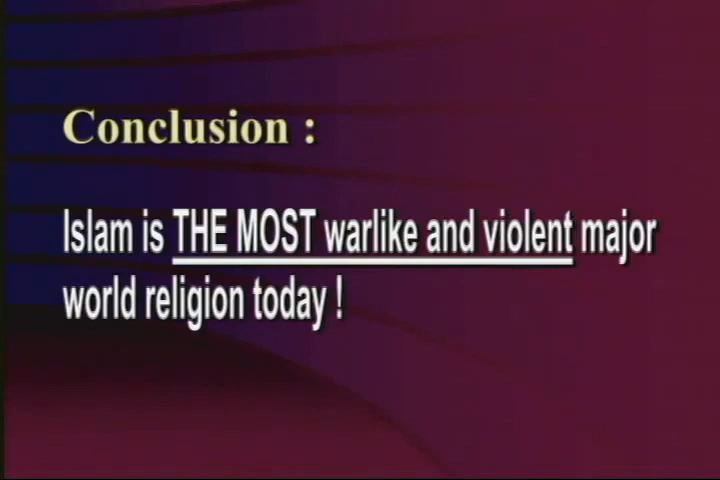 Conclusion :
Islam is THE MOST warlike and violent major
world religion today !